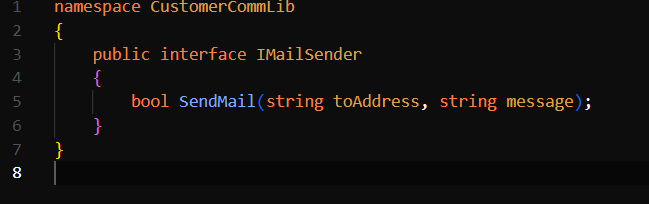 1 namespace CustomerCommLib
2 {
3     public interface IMailSender
4     {
5         bool SendMail(string toAddress, string message);
6     }
7 }
8